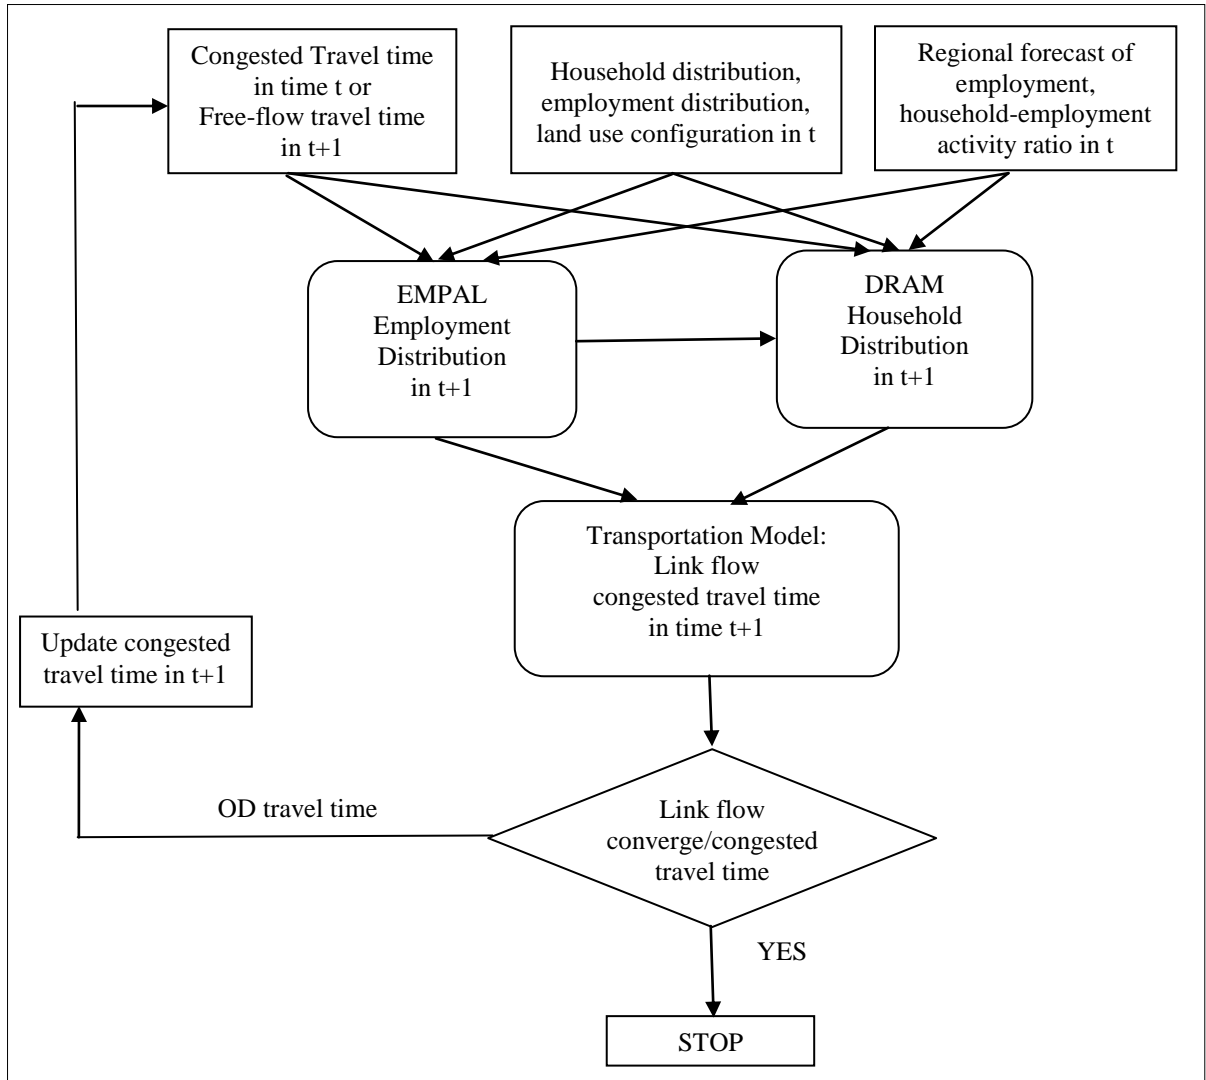 Congested Travel time
in time t or
Free-flow travel time
in t+1
Household distribution,
employment distribution,
land use configuration in t
Regional forecast of
employment,
household-employment
activity ratio in t
EMPAL
Employment
Distribution
in t+1
DRAM
Household
Distribution
in t+1
Transportation Model:
Link flow
congested travel time
in time t+1
Update congested
travel time in t+1
OD travel time
Link flow
converge/congested
travel time
YES
STOP